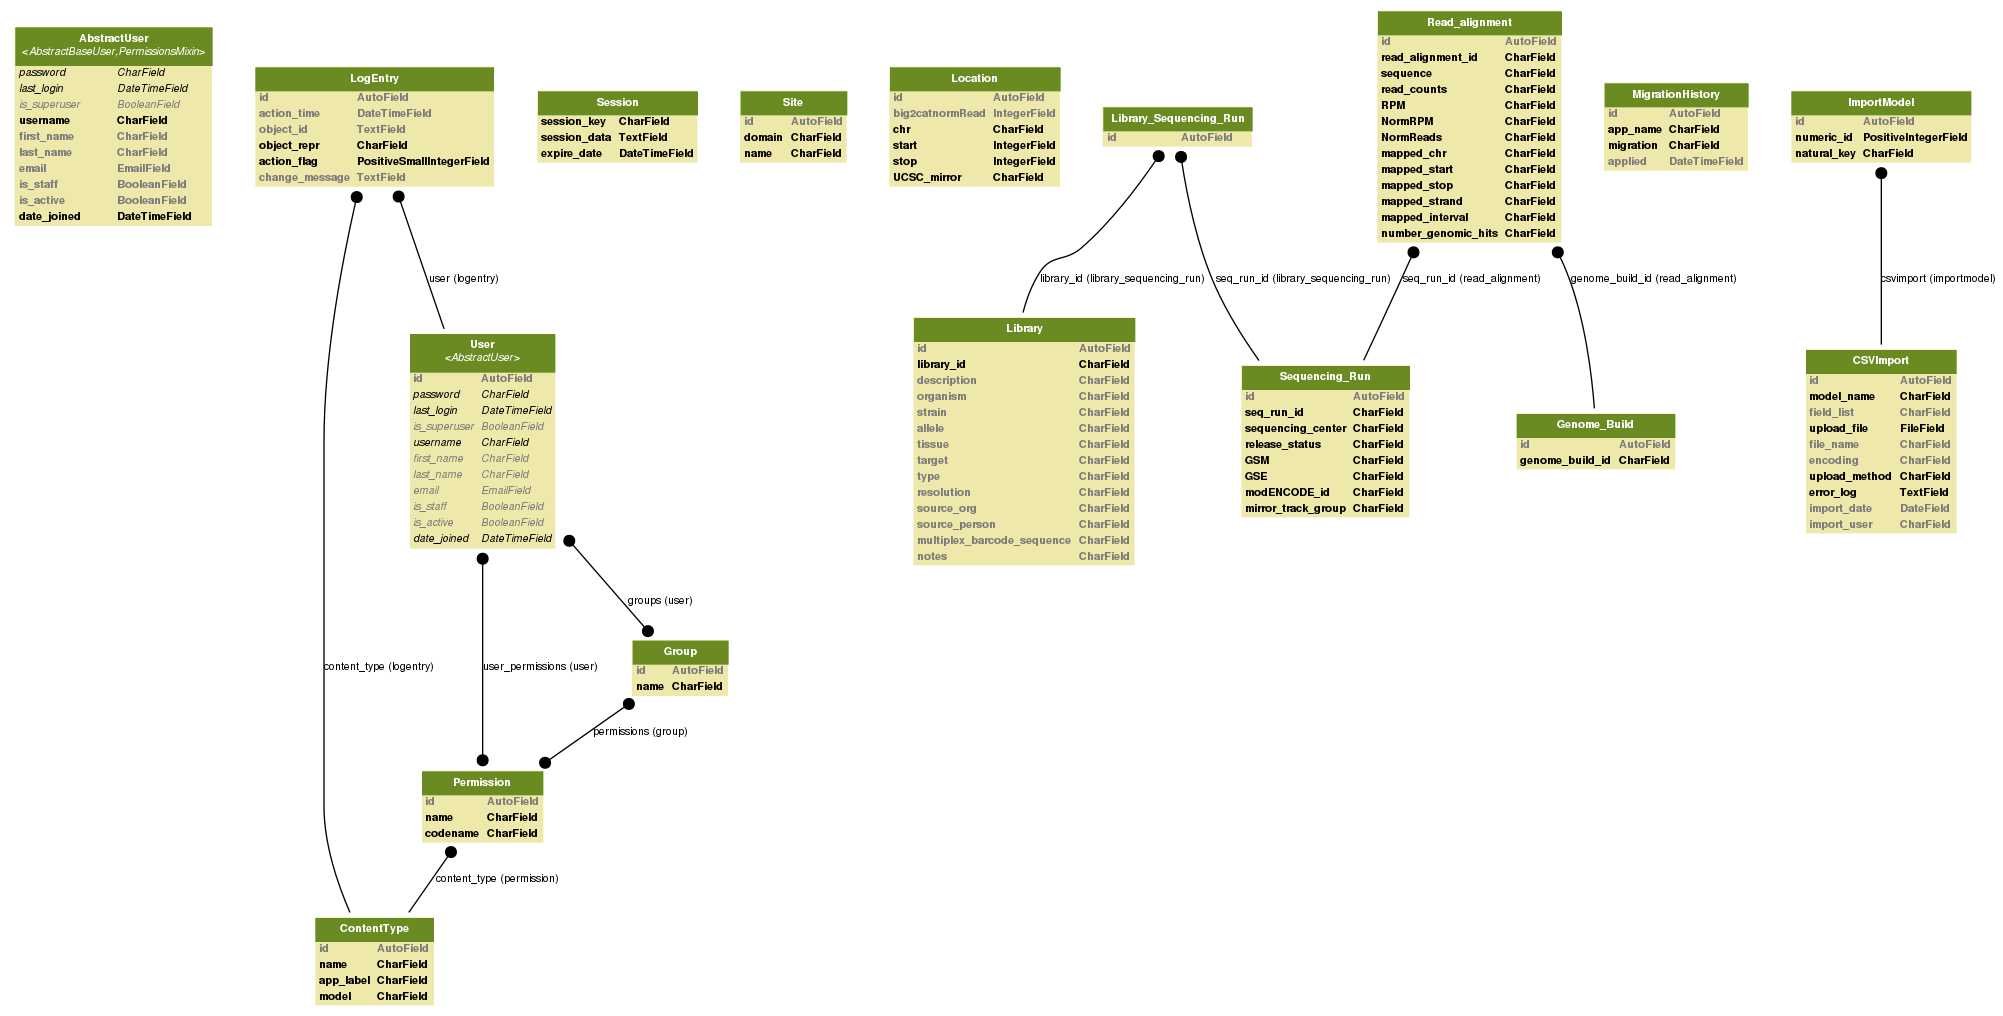 AbstractUser
<AbstractBaseUser,PermissionsMixin>
password CharField
last_login DateTimeField
is_superuser BooleanField
username CharField
first_name CharField
last_name CharField
email EmailField
is_staff BooleanField
is_active BooleanField
date_joined DateTimeField
LogEntry
id AutoField
action_time DateTimeField
object_id TextField
object_repr CharField
action_flag PositiveSmallIntegerField
change_message TextField
Session
session_key CharField
session_data TextField
expire_date DateTimeField
Site
id AutoField
domain CharField
name CharField
Location
id AutoField
big2catnormRead IntegerField
chr CharField
start IntegerField
stop IntegerField
UCSC_mirror CharField
Library_Sequencing_Run
id AutoField
Read_alignment
id AutoField
read_alignment_id CharField
sequence CharField
read_counts CharField
RPM CharField
NormRPM CharField
NormReads CharField
mapped_chr CharField
mapped_start CharField
mapped_stop CharField
mapped_strand CharField
mapped_interval CharField
number_genomic_hits CharField
MigrationHistory
id AutoField
app_name CharField
migration CharField
applied DateTimeField
ImportModel
id AutoField
numeric_id PositiveIntegerField
natural_key CharField
user (logentry)
library_id (library_sequencing_run)
seq_run_id (library_sequencing_run)
seq_run_id (read_alignment)
genome_build_id (read_alignment)
csvimport (importmodel)
User
<AbstractUser>
id AutoField
password CharField
last_login DateTimeField
is_superuser BooleanField
username CharField
first_name CharField
last_name CharField
email EmailField
is_staff BooleanField
is_active BooleanField
date_joined DateTimeField
Library
id AutoField
library_id CharField
description CharField
organism CharField
strain CharField
allele CharField
tissue CharField
target CharField
type CharField
resolution CharField
source_org CharField
source_person CharField
multiplex_barcode_sequence CharField
notes CharField
Sequencing_Run
id AutoField
seq_run_id CharField
sequencing_center CharField
release_status CharField
GSM CharField
GSE CharField
modENCODE_id CharField
mirror_track_group CharField
Genome_Build
id AutoField
genome_build_id CharField
CSVImport
id AutoField
model_name CharField
field_list CharField
upload_file FileField
file_name CharField
encoding CharField
upload_method CharField
error_log TextField
import_date DateField
import_user CharField
groups (user)
Group
id AutoField
name CharField
content_type (logentry)
user_permissions (user)
permissions (group)
Permission
id AutoField
name CharField
codename CharField
content_type (permission)
ContentType
id AutoField
name CharField
app_label CharField
model CharField